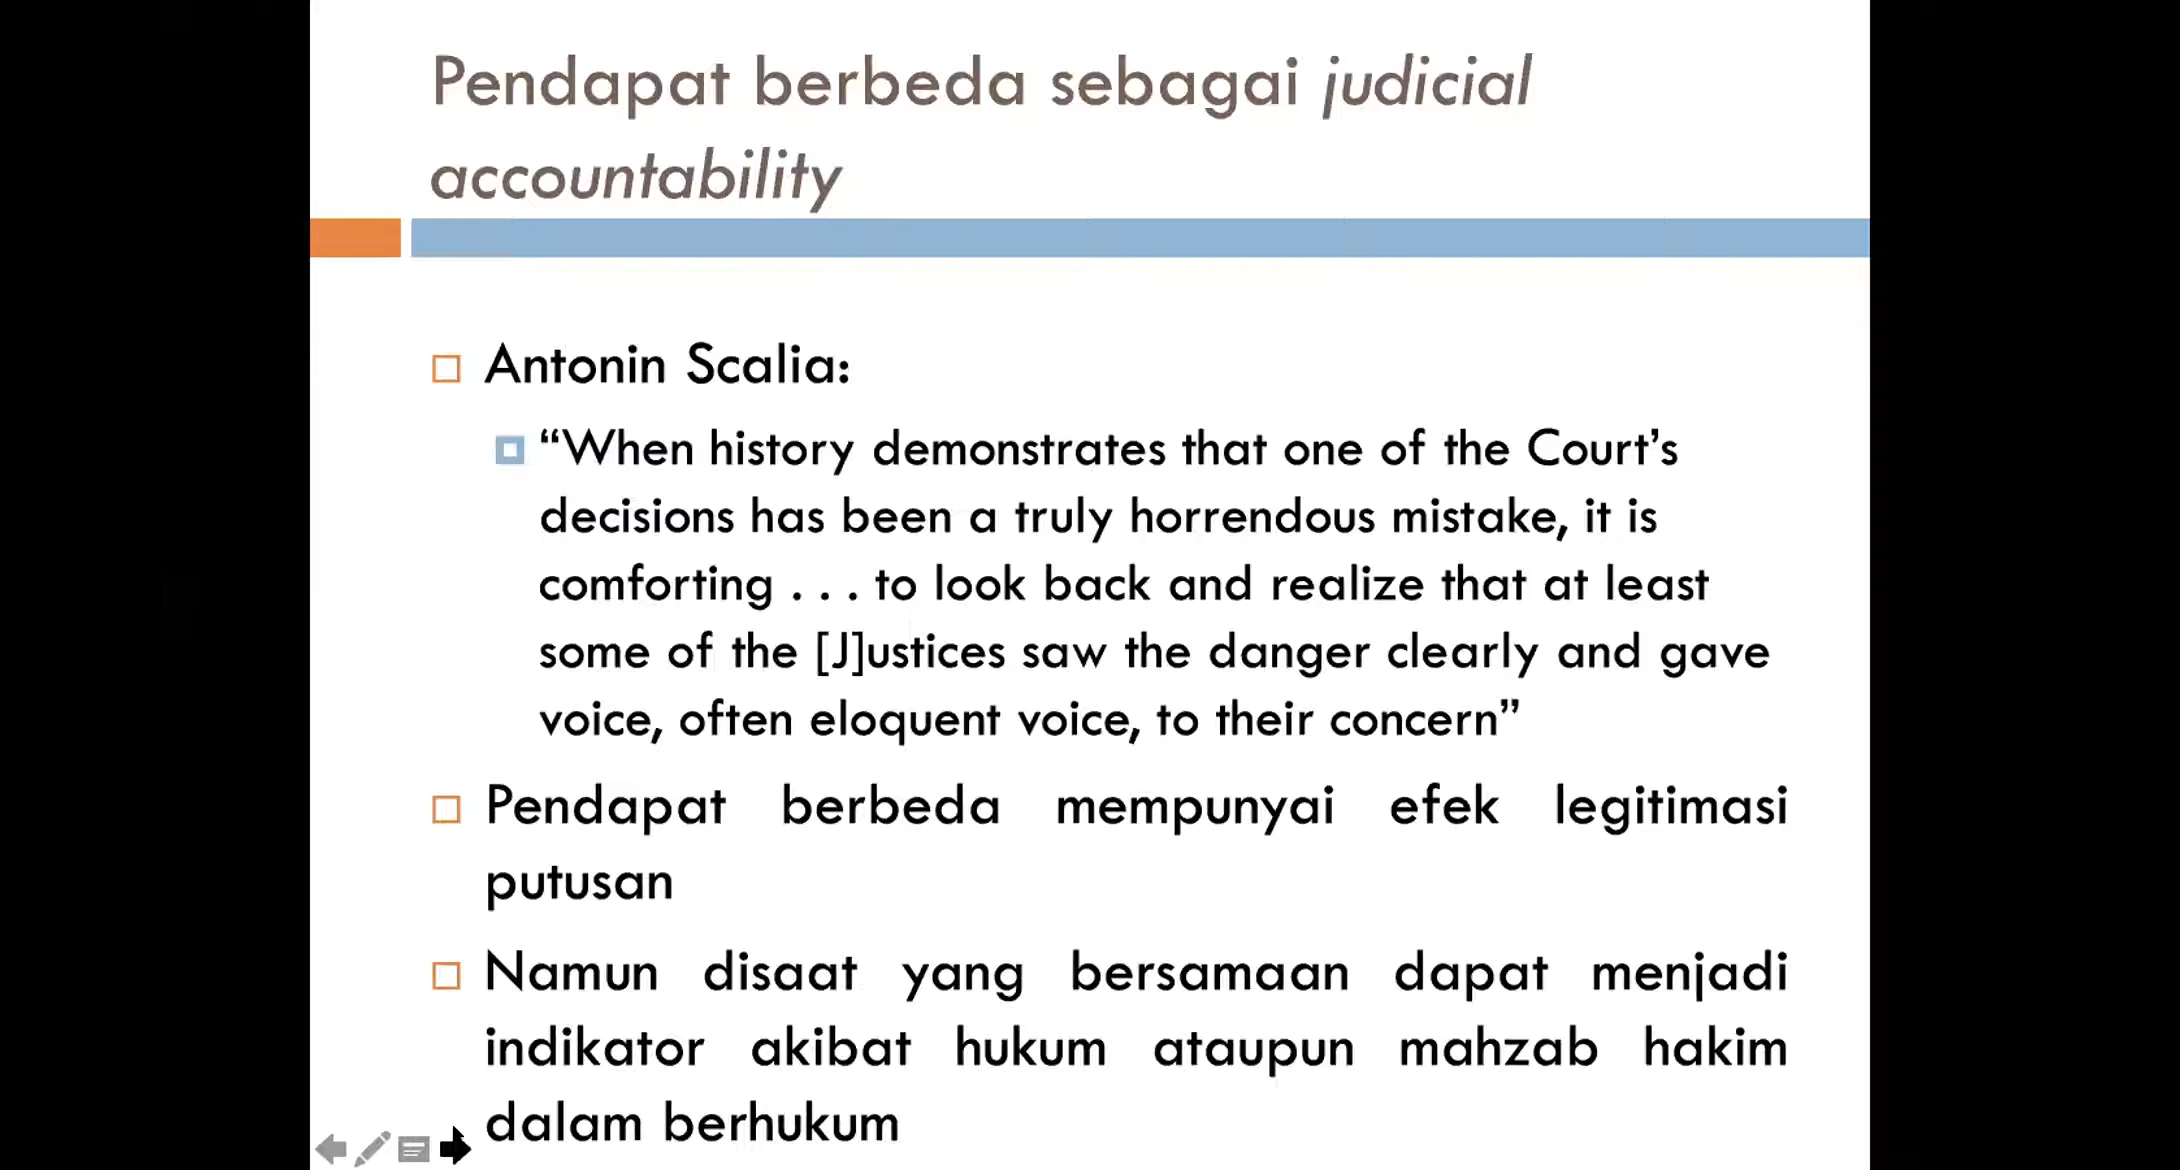 Pendapat berbeda sebagai judicial
accountability
Antonin Scalia:
“When history demonstrates that one of the Court’s
decisions has been a truly horrendous mistake, it is
comforting . . . to look back and realize that at least
some of the [J]ustices saw the danger clearly and gave
voice, often eloquent voice, to their concern”
Pendapat berbeda mempunyai efek legitimasi
putusan
Namun disaat yang bersamaan dapat menjadi
indikator akibat hukum ataupun mahzab hakim
dalam berhukum